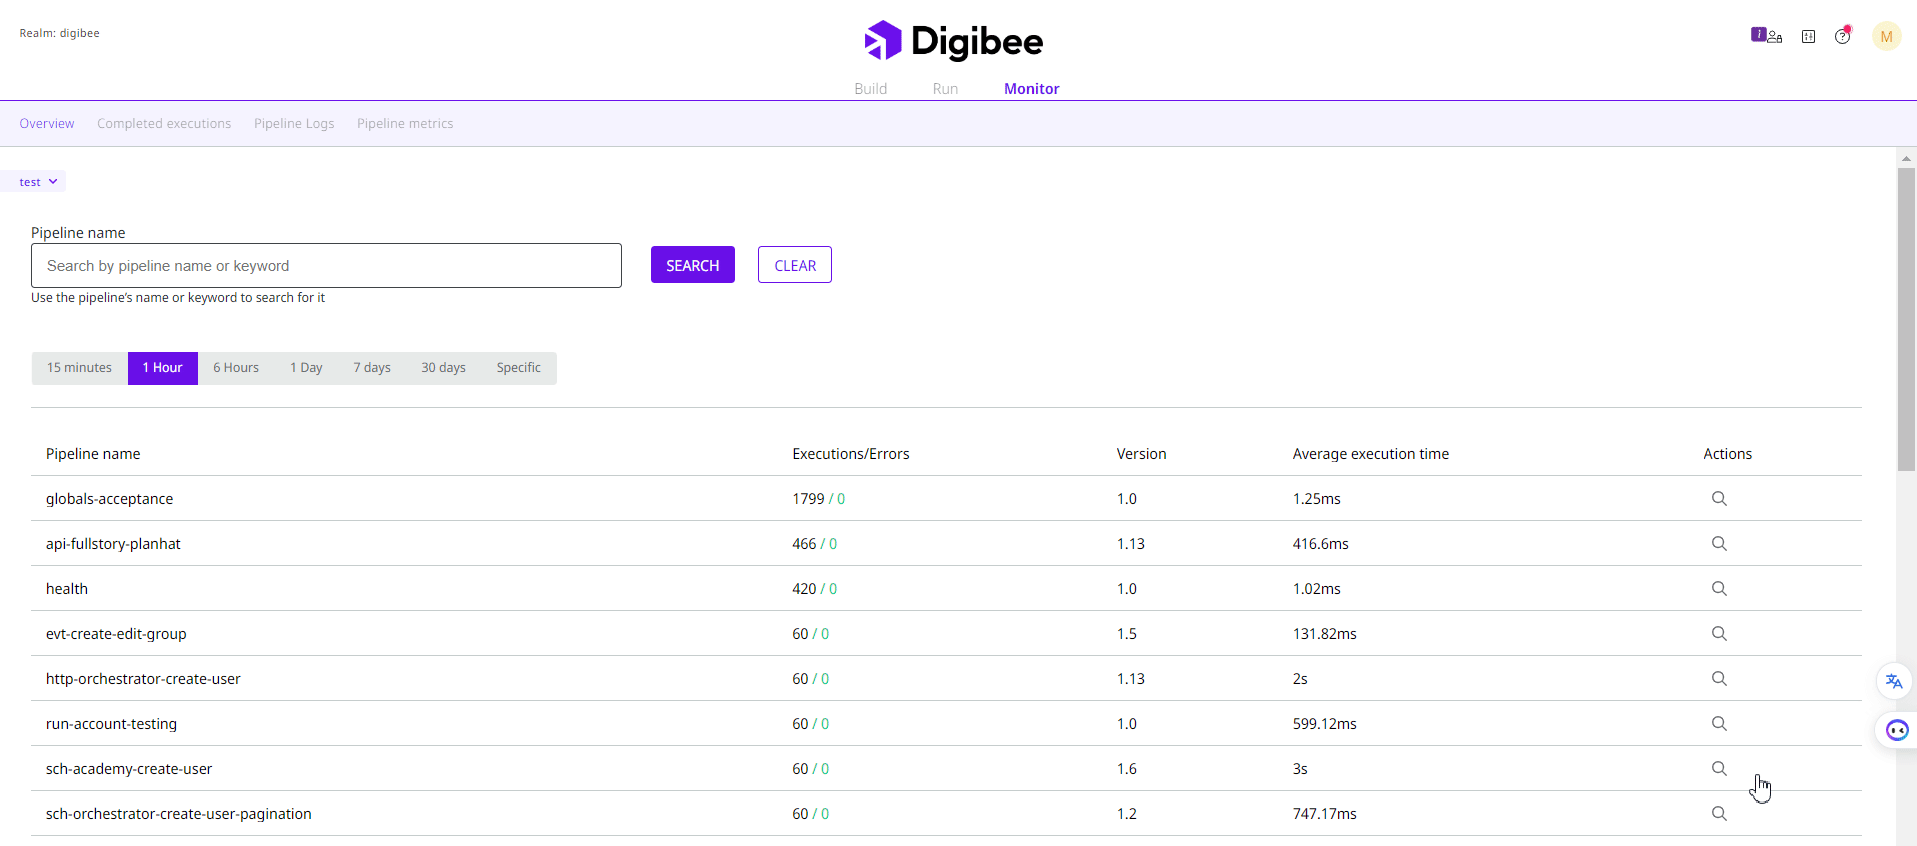 Realm: digibee
Digibee
i
M
Build Run Monitor
Overview Completed executions Pipeline Logs Pipeline metrics
test
Pipeline name
Search by pipeline name or keyword SEARCH CLEAR
Use the pipeline’s name or keyword to search for it
15 minutes 1 Hour 6 Hours 1 Day 7 days 30 days Specific
Pipeline name Executions/Errors Version Average execution time Actions
globals-acceptance 1799 / 0 1.0 1.25ms
api-fullstory-planhat 466 / 0 1.13 416.6ms
health 420 / 0 1.0 1.02ms
evt-create-edit-group 60 / 0 1.5 131.82ms
http-orchestrator-create-user 60 / 0 1.13 2s
run-account-testing 60 / 0 1.0 599.12ms
sch-academy-create-user 60 / 0 1.6 3s
sch-orchestrator-create-user-pagination 60 / 0 1.2 747.17ms